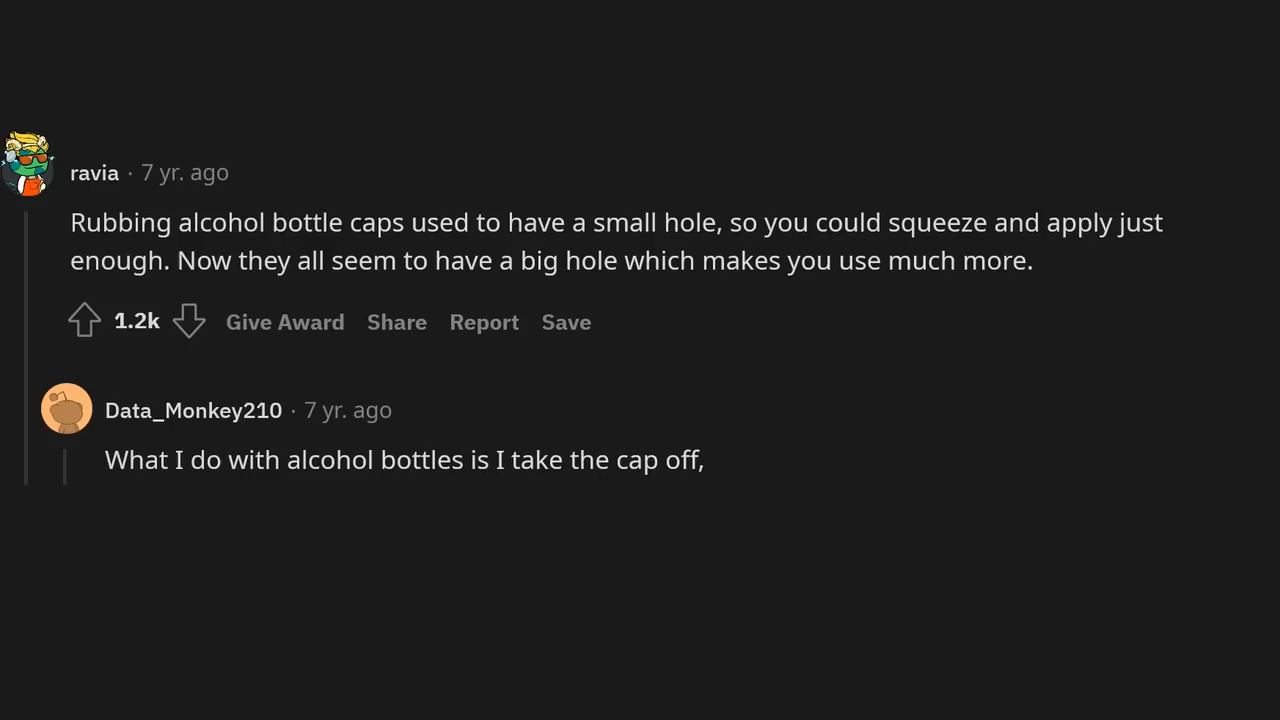 ravia · 7 yr. ago
Rubbing alcohol bottle caps used to have a small hole, so you could squeeze and apply just
enough. Now they all seem to have a big hole which makes you use much more.
1.2k Give Award Share Report Save
Data_Monkey210 · 7 yr. ago
What I do with alcohol bottles is I take the cap off,